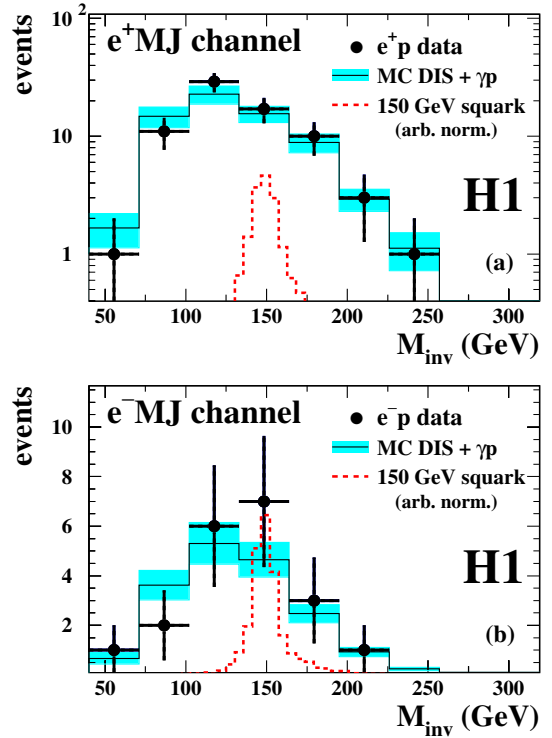 e⁺MJ channel
e⁺p data
MC DIS + γp
150 GeV squark
(arb. norm.)
H1
(a)
events
10²
10
1
50 100 150 200 250 300
M_inv (GeV)
e⁻MJ channel
e⁻p data
MC DIS + γp
150 GeV squark
(arb. norm.)
H1
(b)
events
10
8
6
4
2
50 100 150 200 250 300
M_inv (GeV)